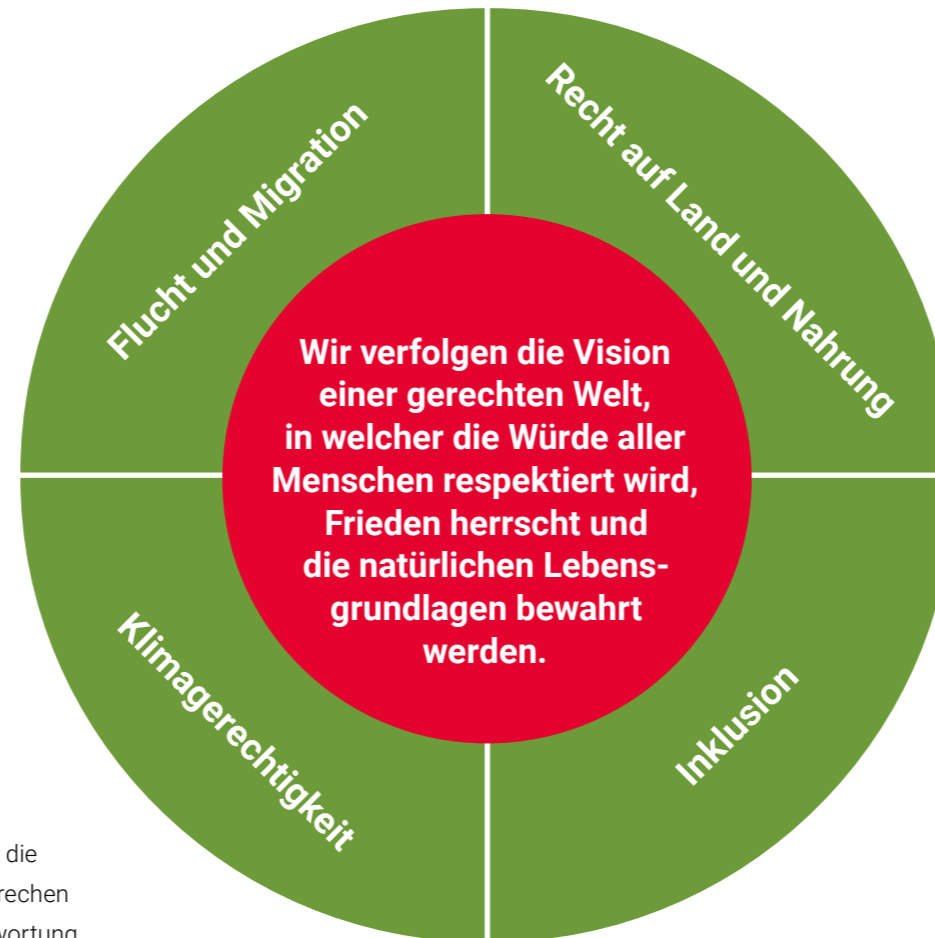 Flucht und Migration
Recht auf Land und Nahrung
Wir verfolgen die Vision
einer gerechten Welt,
in welcher die Würde aller
Menschen respektiert wird,
Frieden herrscht und
die natürlichen Lebens-
grundlagen bewahrt
werden.
Klimagerechtigkeit
Inklusion
die
rechen
wortung